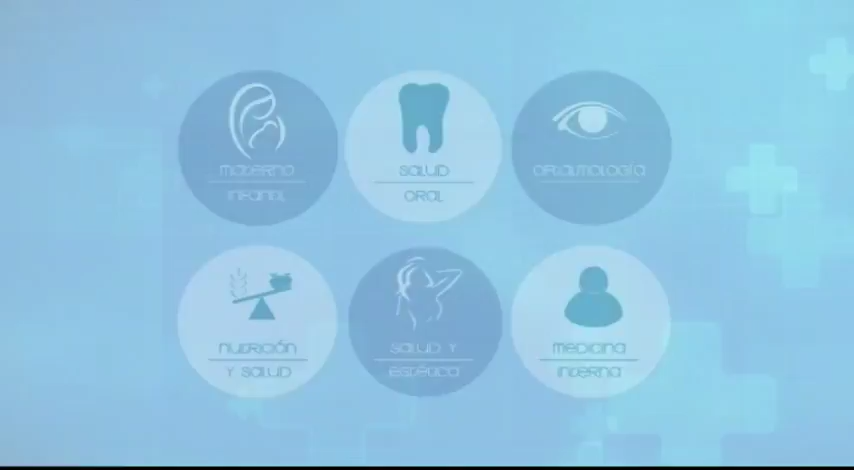 MATERNO
INFANTIL
SALUD
ORAL
OFTALMOLOGÍA
NUTRICIÓN
Y SALUD
SALUD Y
ESTÉTICA
MEDICINA
INTERNA